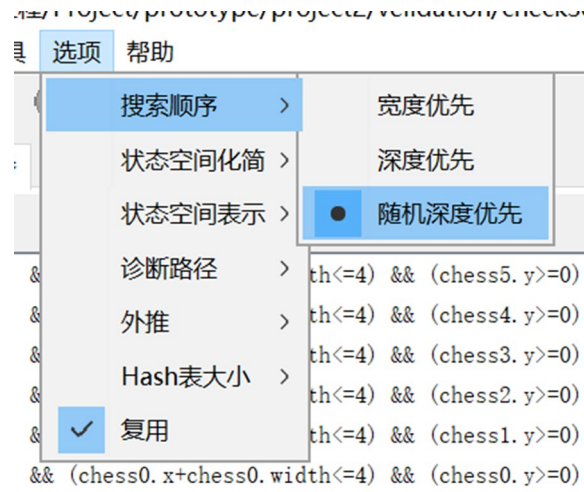 选项 帮助
搜索顺序
宽度优先
状态空间化简
深度优先
状态空间表示
随机深度优先
诊断路径
外推
Hash表大小
复用
th<=4) && (chess5.y>=0)
th<=4) && (chess4.y>=0)
th<=4) && (chess3.y>=0)
th<=4) && (chess2.y>=0)
th<=4) && (chess1.y>=0)
&& (chess0.x+chess0.width<=4) && (chess0.y>=0)